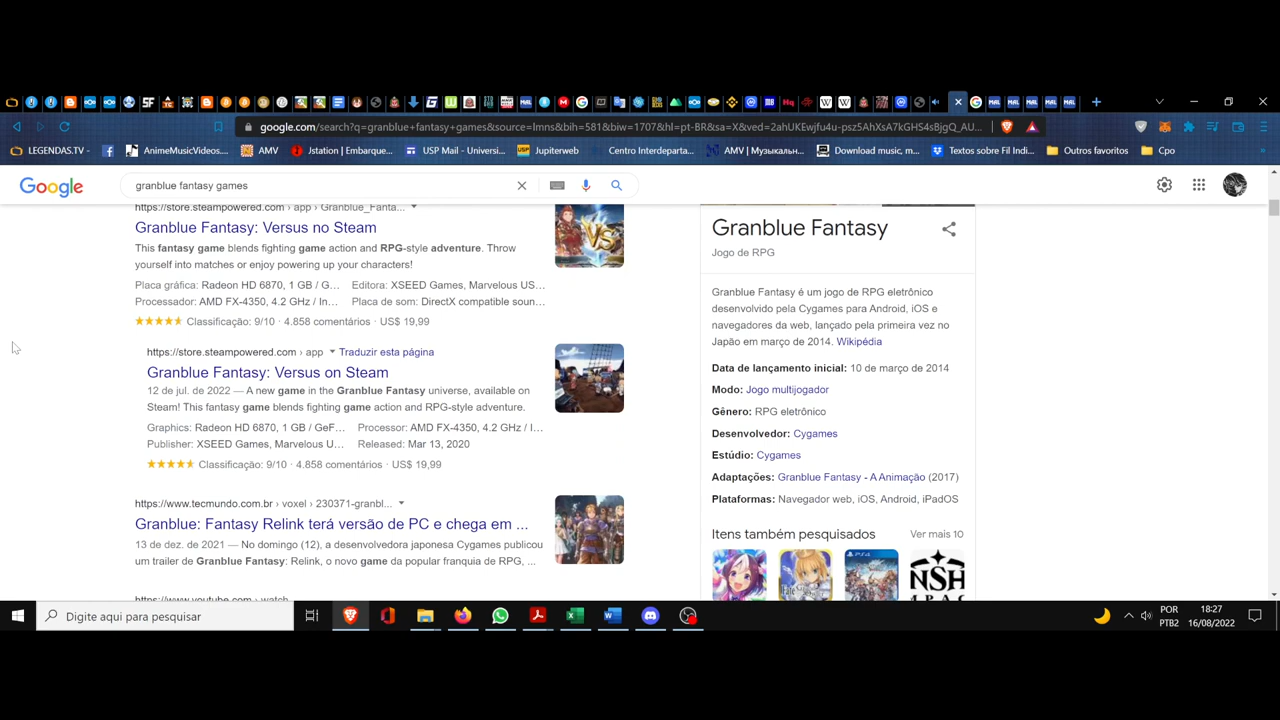 google.com/search?q=granblue+fantasy+games&source=lmns&bih=581&biw=1707&hl=pt-BR&sa=X&ved=2ahUKEwjfu4u-psz5AhXsA7kGHS4sBjgQ_AU...
LEGENDAS.TV
AnimeMusicVideos...
AMV
Jstation | Embarque...
USP Mail - Universi...
Jupiterweb
Centro Interdeparta...
AMV | Музыкальн...
Download music, m...
Textos sobre Fil Indi...
Outros favoritos
Cpo
Google
granblue fantasy games
https://store.steampowered.com › app › Granblue_Fanta...
Granblue Fantasy: Versus no Steam
This fantasy game blends fighting game action and RPG-style adventure. Throw
yourself into matches or enjoy powering up your characters!
Placa gráfica: Radeon HD 6870, 1 GB / G... Editora: XSEED Games, Marvelous US...
Processador: AMD FX-4350, 4.2 GHz / In... Placa de som: DirectX compatible soun...
Classificação: 9/10 · 4.858 comentários · US$ 19,99
VS
https://store.steampowered.com › app Traduzir esta página
Granblue Fantasy: Versus on Steam
12 de jul. de 2022 — A new game in the Granblue Fantasy universe, available on
Steam! This fantasy game blends fighting game action and RPG-style adventure.
Graphics: Radeon HD 6870, 1 GB / GeF... Processor: AMD FX-4350, 4.2 GHz / I...
Publisher: XSEED Games, Marvelous U... Released: Mar 13, 2020
Classificação: 9/10 · 4.858 comentários · US$ 19,99
https://www.tecmundo.com.br › voxel › 230371-granbl...
Granblue: Fantasy Relink terá versão de PC e chega em ...
13 de dez. de 2021 — No domingo (12), a desenvolvedora japonesa Cygames publicou
um trailer de Granblue Fantasy: Relink, o novo game da popular franquia de RPG, ...
https://www.youtube.com › watch
Granblue Fantasy
Jogo de RPG
Granblue Fantasy é um jogo de RPG eletrônico
desenvolvido pela Cygames para Android, iOS e
navegadores da web, lançado pela primeira vez no
Japão em março de 2014. Wikipédia
Data de lançamento inicial: 10 de março de 2014
Modo: Jogo multijogador
Gênero: RPG eletrônico
Desenvolvedor: Cygames
Estúdio: Cygames
Adaptações: Granblue Fantasy - A Animação (2017)
Plataformas: Navegador web, iOS, Android, iPadOS
Itens também pesquisados
Ver mais 10
Digite aqui para pesquisar
POR
PTB2
18:27
16/08/2022